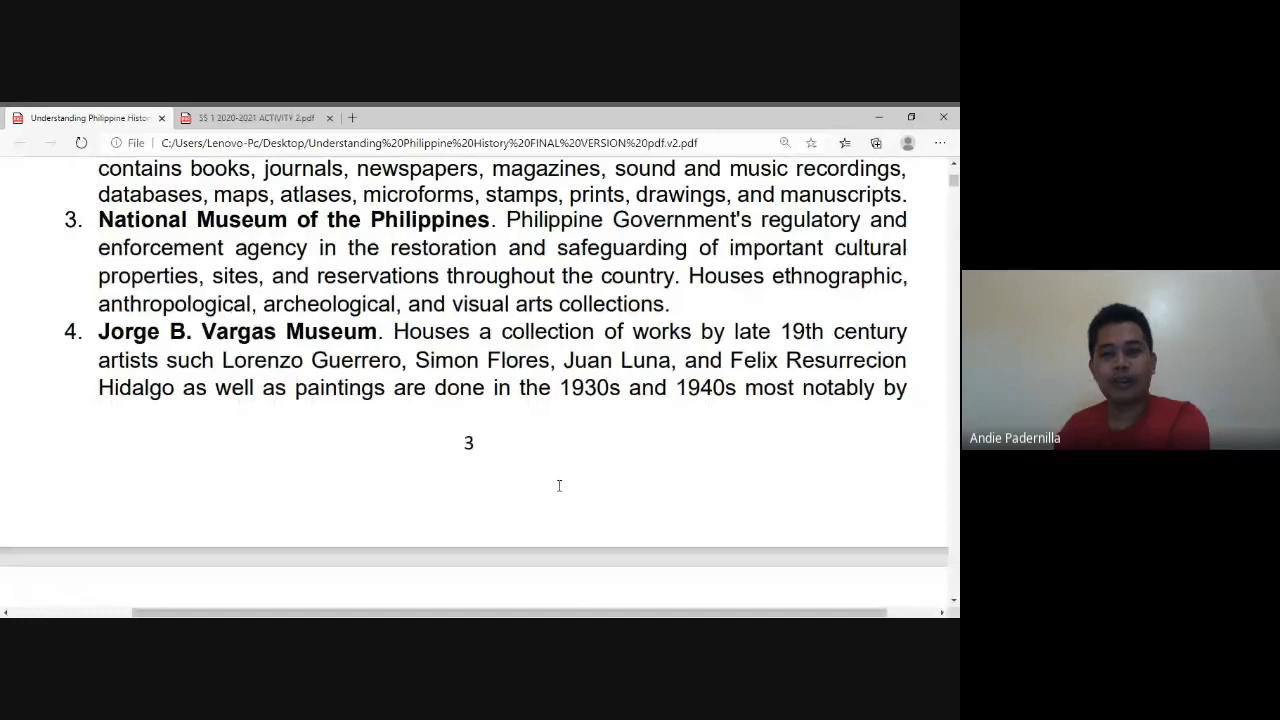 Understanding Philippine Histor
SS 1 2020-2021 ACTIVITY 2.pdf
File
C:/Users/Lenovo-Pc/Desktop/Understanding%20Philippine%20History%20FINAL%20VERSION%20pdf.v2.pdf
contains books, journals, newspapers, magazines, sound and music recordings,
databases, maps, atlases, microforms, stamps, prints, drawings, and manuscripts.
3. National Museum of the Philippines. Philippine Government's regulatory and
enforcement agency in the restoration and safeguarding of important cultural
properties, sites, and reservations throughout the country. Houses ethnographic,
anthropological, archeological, and visual arts collections.
4. Jorge B. Vargas Museum. Houses a collection of works by late 19th century
artists such Lorenzo Guerrero, Simon Flores, Juan Luna, and Felix Resurrecion
Hidalgo as well as paintings are done in the 1930s and 1940s most notably by
3
Andie Padernilla